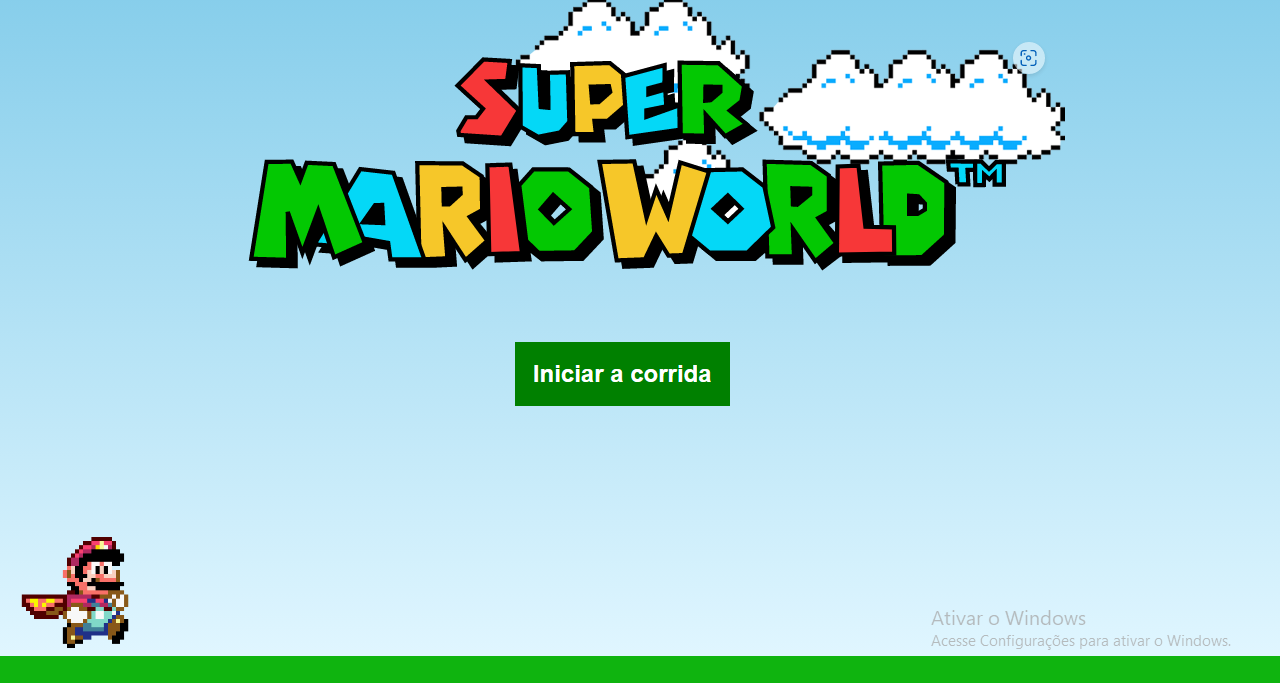 SUPER
MARIO WORLD™
Iniciar a corrida
Ativar o Windows
Acesse Configurações para ativar o Windows.